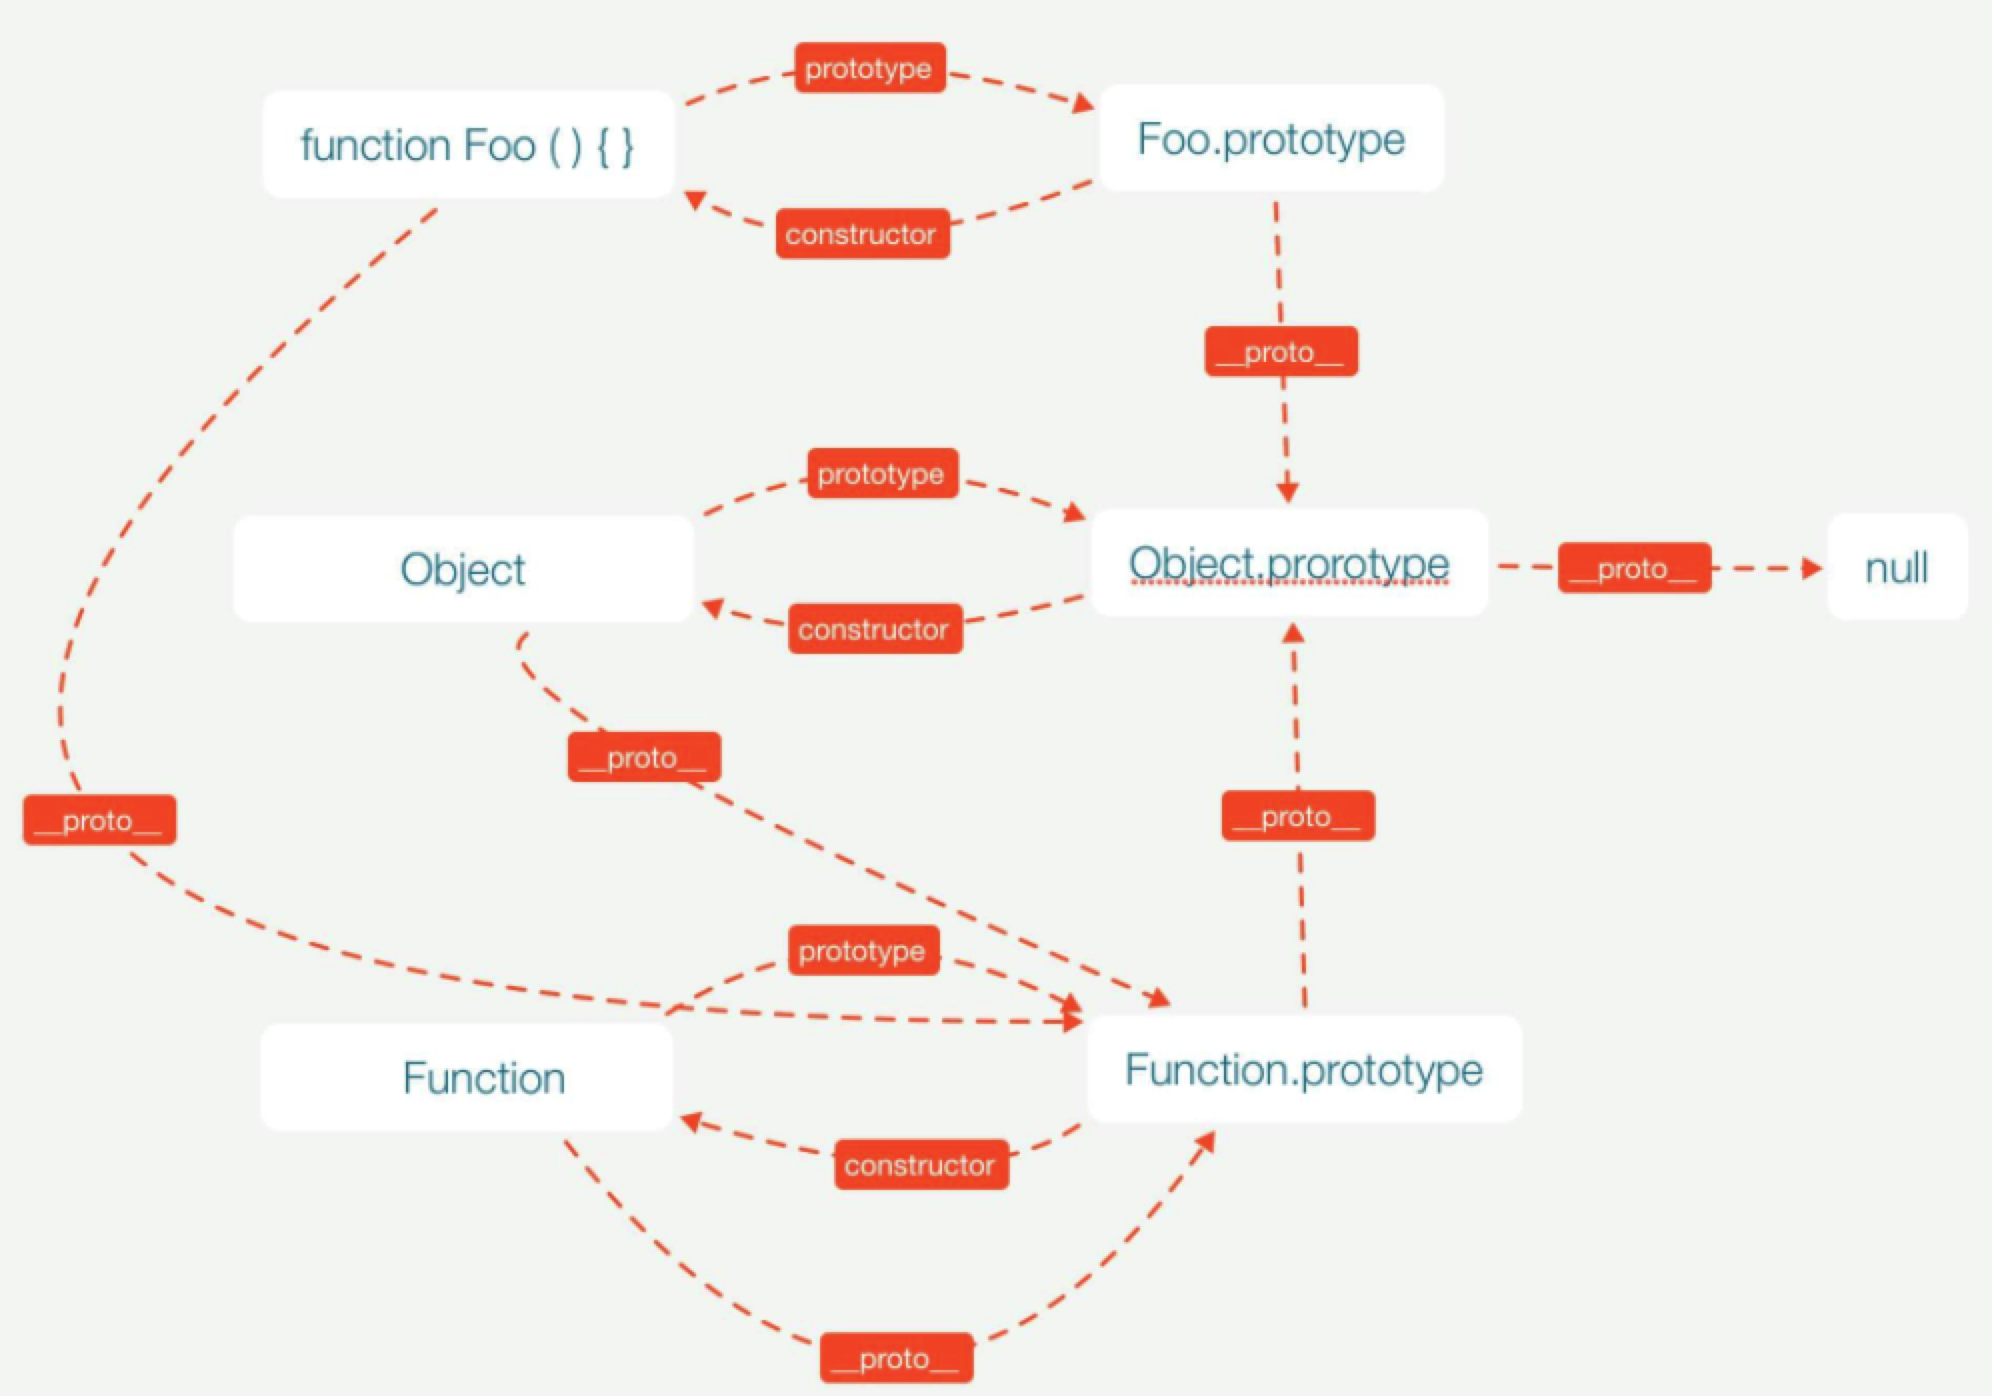 prototype
function Foo ( ) { }
Foo.prototype
constructor
__proto__
prototype
Object
Object.prorotype
__proto__
null
constructor
__proto__
__proto__
__proto__
prototype
Function
Function.prototype
constructor
__proto__